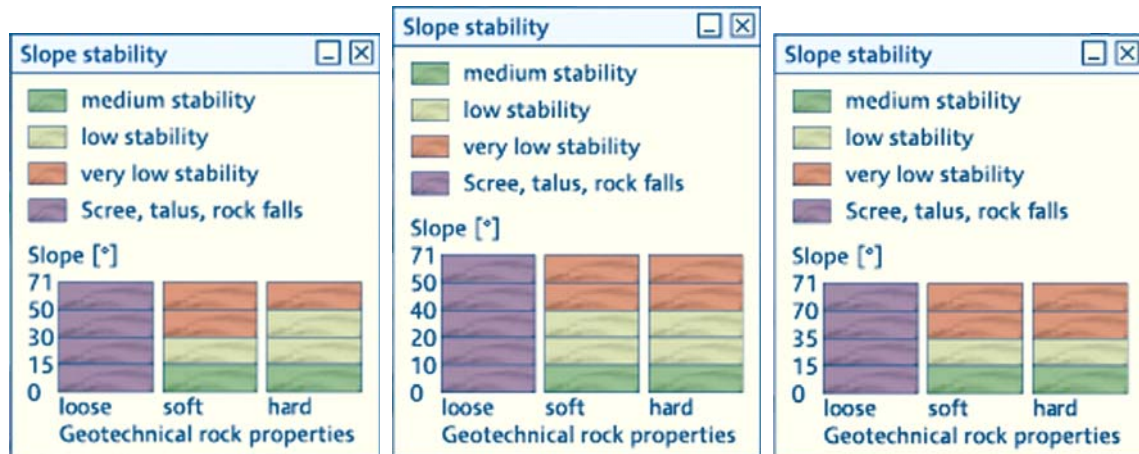 Slope stability
medium stability
low stability
very low stability
Scree, talus, rock falls
Slope [°]
71
50
30
15
0
loose soft hard
Geotechnical rock properties
Slope stability
medium stability
low stability
very low stability
Scree, talus, rock falls
Slope [°]
71
50
40
20
10
0
loose soft hard
Geotechnical rock properties
Slope stability
medium stability
low stability
very low stability
Scree, talus, rock falls
Slope [°]
71
70
35
15
0
loose soft hard
Geotechnical rock properties